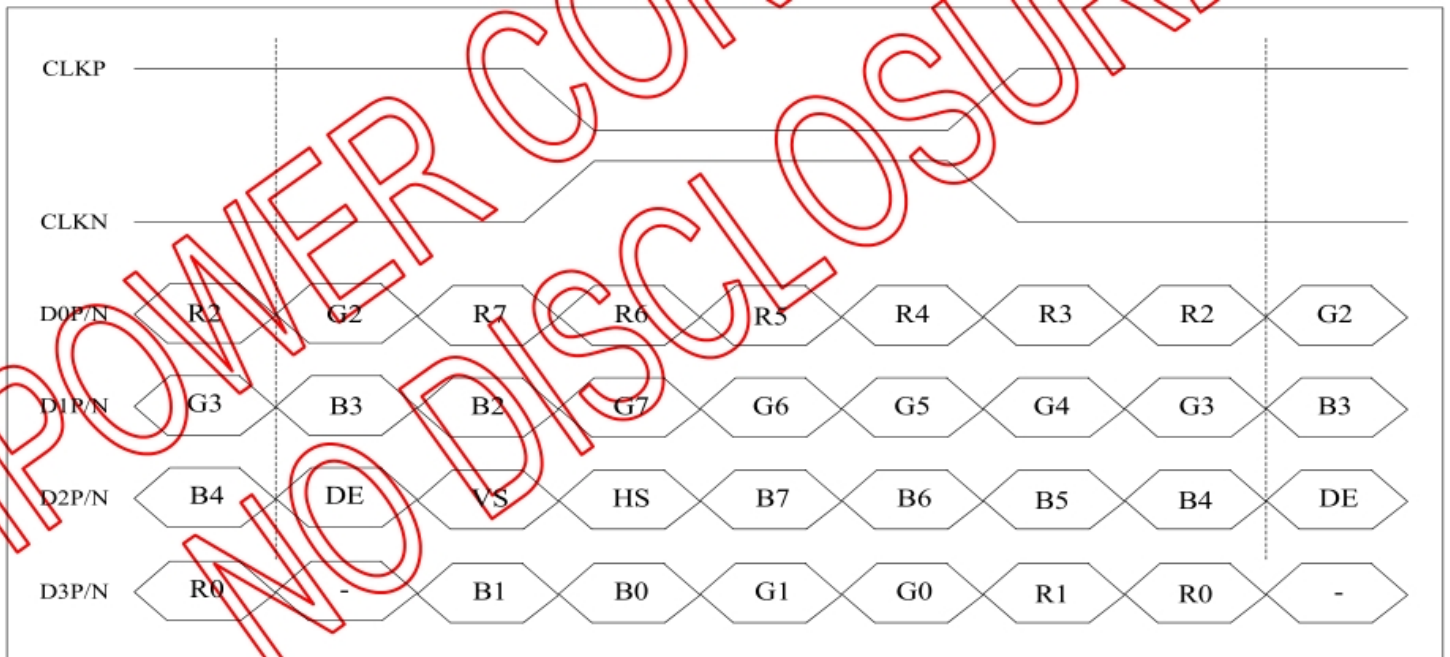 CLKP
CLKN
D0P/N R2 G2 R7 R6 R5 R4 R3 R2 G2
D1P/N G3 B3 B2 G7 G6 G5 G4 G3 B3
D2P/N B4 DE VS HS B7 B6 B5 B4 DE
D3P/N R0 - B1 B0 G1 G0 R1 R0 -
POWER CO
NO DISCLOSUR